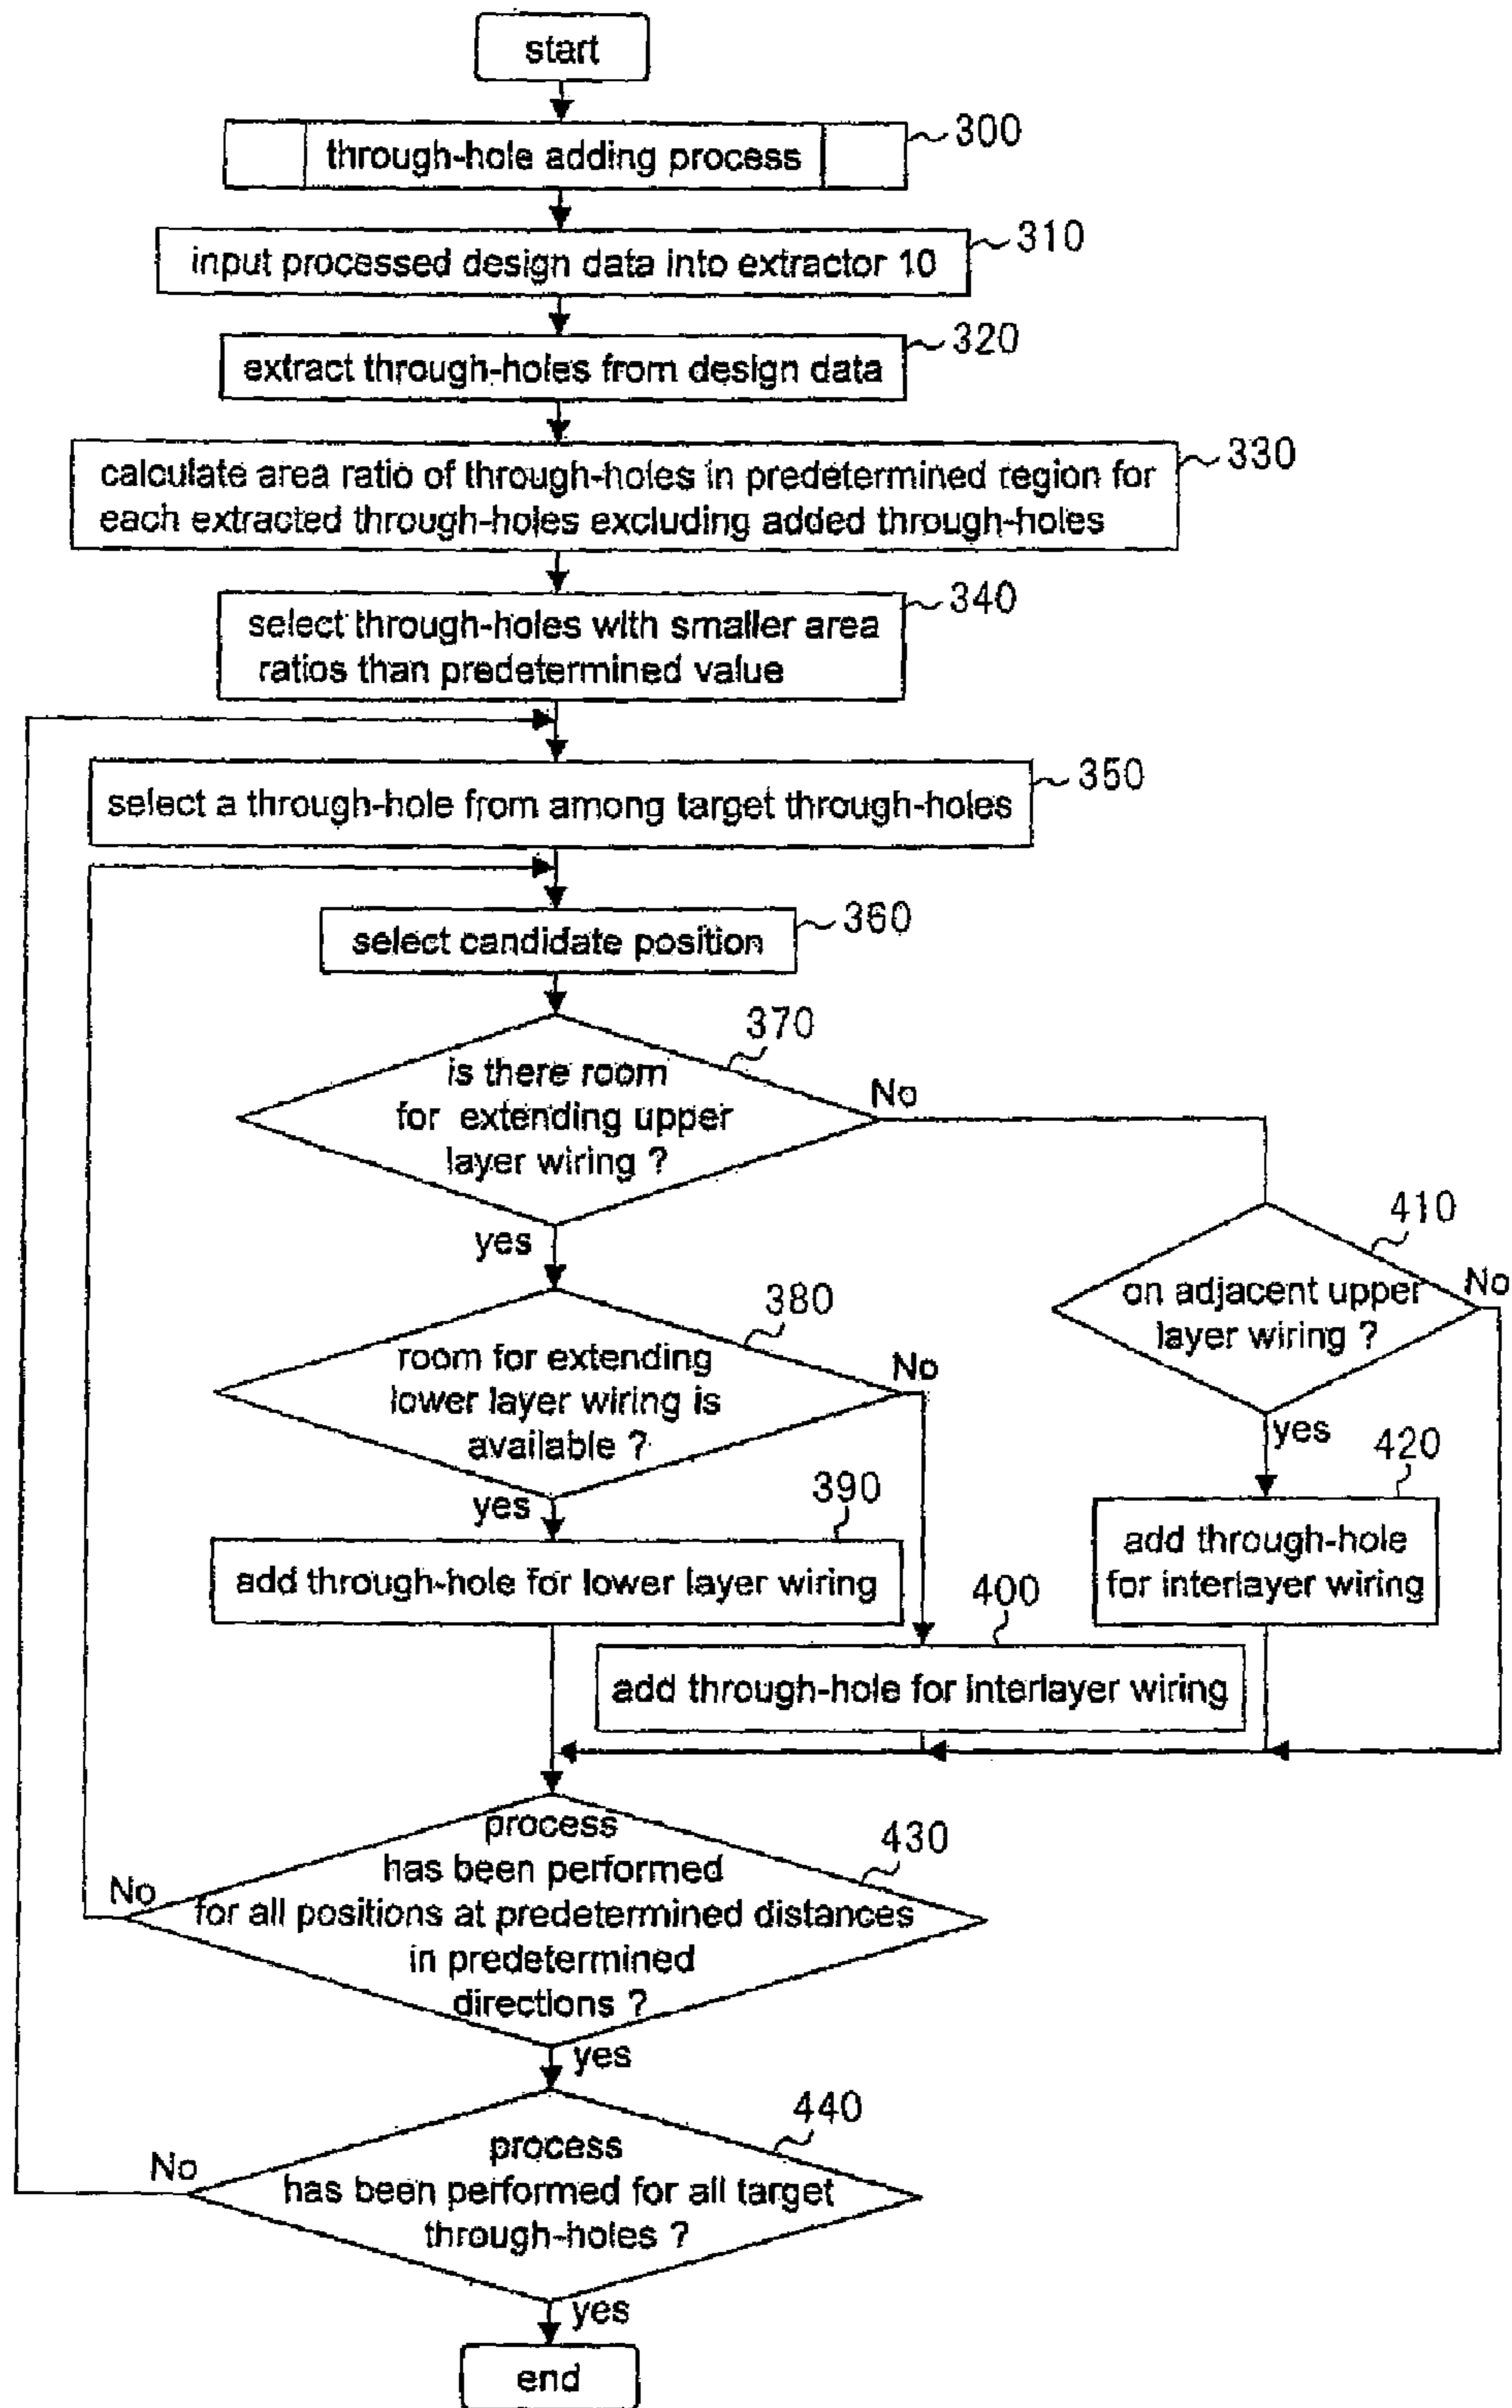 start
through-hole adding process
300
input processed design data into extractor 10
310
extract through-holes from design data
320
calculate area ratio of through-holes in predetermined region for
each extracted through-holes excluding added through-holes
330
select through-holes with smaller area
ratios than predetermined value
340
select a through-hole from among target through-holes
350
select candidate position
360
is there room
for extending upper
layer wiring ?
370
No
yes
on adjacent upper
layer wiring ?
410
No
yes
room for extending
lower layer wiring is
available ?
380
No
yes
add through-hole for lower layer wiring
390
add through-hole for interlayer wiring
400
add through-hole
for interlayer wiring
420
process
has been performed
for all positions at predetermined distances
in predetermined
directions ?
430
No
yes
process
has been performed for all target
through-holes ?
440
No
yes
end